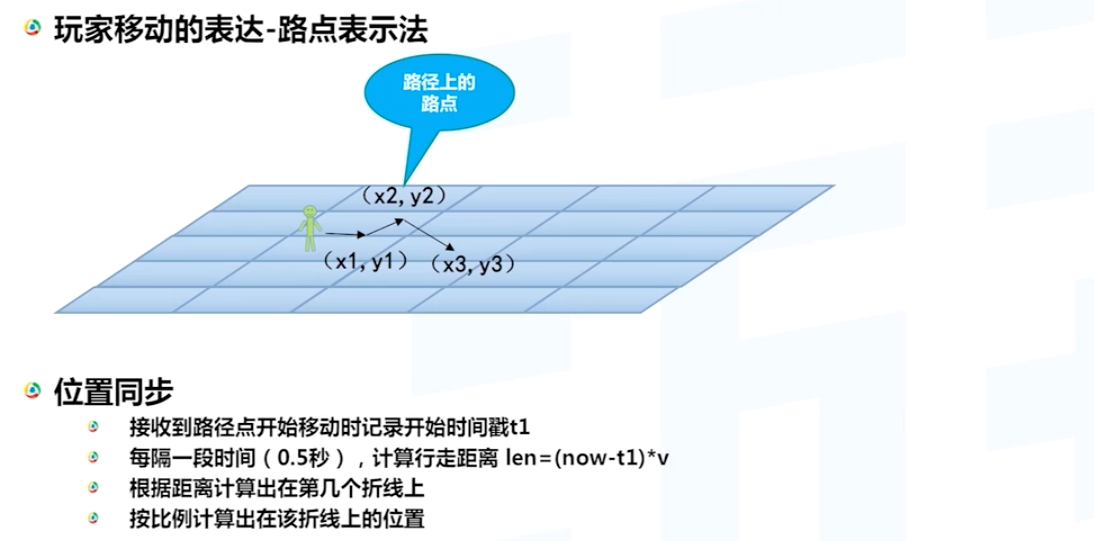 玩家移动的表达-路点表示法
路径上的
路点
（x2, y2）
（x1, y1）（x3, y3）
位置同步
接收到路径点开始移动时记录开始时间戳t1
每隔一段时间（0.5秒），计算行走距离 len=(now-t1)*v
根据距离计算出在第几个折线上
按比例计算出在该折线上的位置